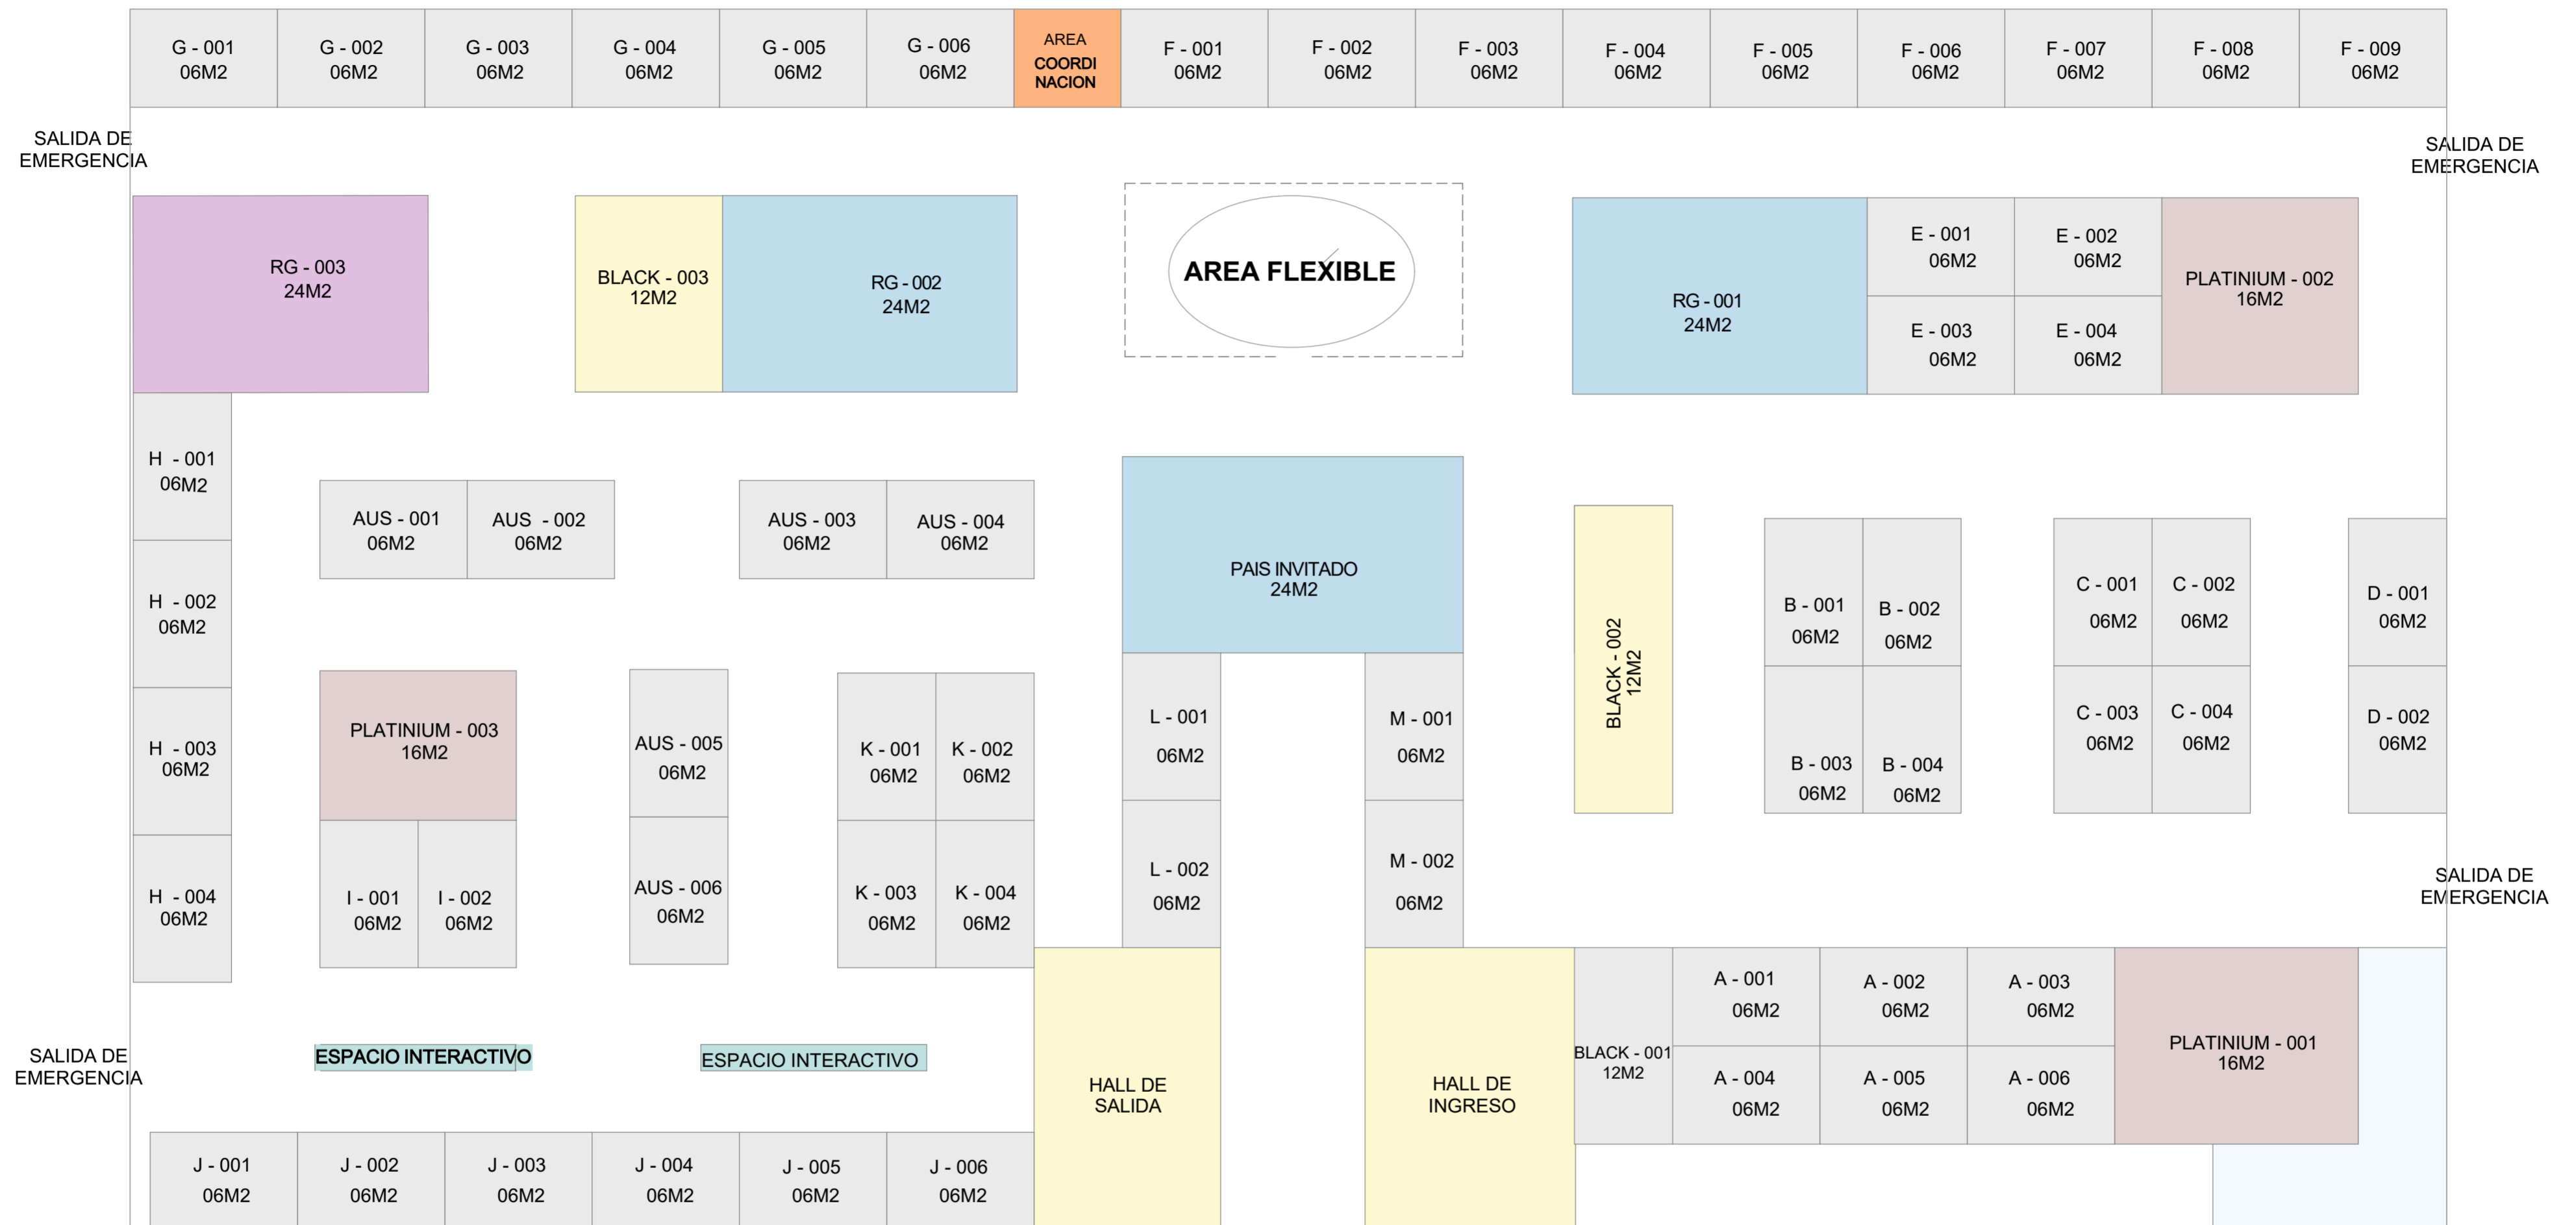 G - 001
06M2
G - 002
06M2
G - 003
06M2
G - 004
06M2
G - 005
06M2
G - 006
06M2
AREA
COORDI
NACION
F - 001
06M2
F - 002
06M2
F - 003
06M2
F - 004
06M2
F - 005
06M2
F - 006
06M2
F - 007
06M2
F - 008
06M2
F - 009
06M2
SALIDA DE
EMERGENCIA
SALIDA DE
EMERGENCIA
RG - 003
24M2
BLACK - 003
12M2
RG - 002
24M2
AREA FLEXIBLE
RG - 001
24M2
E - 001
06M2
E - 002
06M2
E - 003
06M2
E - 004
06M2
PLATINIUM - 002
16M2
H - 001
06M2
H - 002
06M2
H - 003
06M2
H - 004
06M2
AUS - 001
06M2
AUS - 002
06M2
AUS - 003
06M2
AUS - 004
06M2
PAIS INVITADO
24M2
BLACK - 002
12M2
B - 001
06M2
B - 002
06M2
B - 003
06M2
B - 004
06M2
C - 001
06M2
C - 002
06M2
C - 003
06M2
C - 004
06M2
D - 001
06M2
D - 002
06M2
PLATINIUM - 003
16M2
I - 001
06M2
I - 002
06M2
AUS - 005
06M2
AUS - 006
06M2
K - 001
06M2
K - 002
06M2
K - 003
06M2
K - 004
06M2
L - 001
06M2
L - 002
06M2
M - 001
06M2
M - 002
06M2
SALIDA DE
EMERGENCIA
SALIDA DE
EMERGENCIA
ESPACIO INTERACTIVO
ESPACIO INTERACTIVO
HALL DE
SALIDA
HALL DE
INGRESO
BLACK - 001
12M2
A - 001
06M2
A - 002
06M2
A - 003
06M2
A - 004
06M2
A - 005
06M2
A - 006
06M2
PLATINIUM - 001
16M2
J - 001
06M2
J - 002
06M2
J - 003
06M2
J - 004
06M2
J - 005
06M2
J - 006
06M2